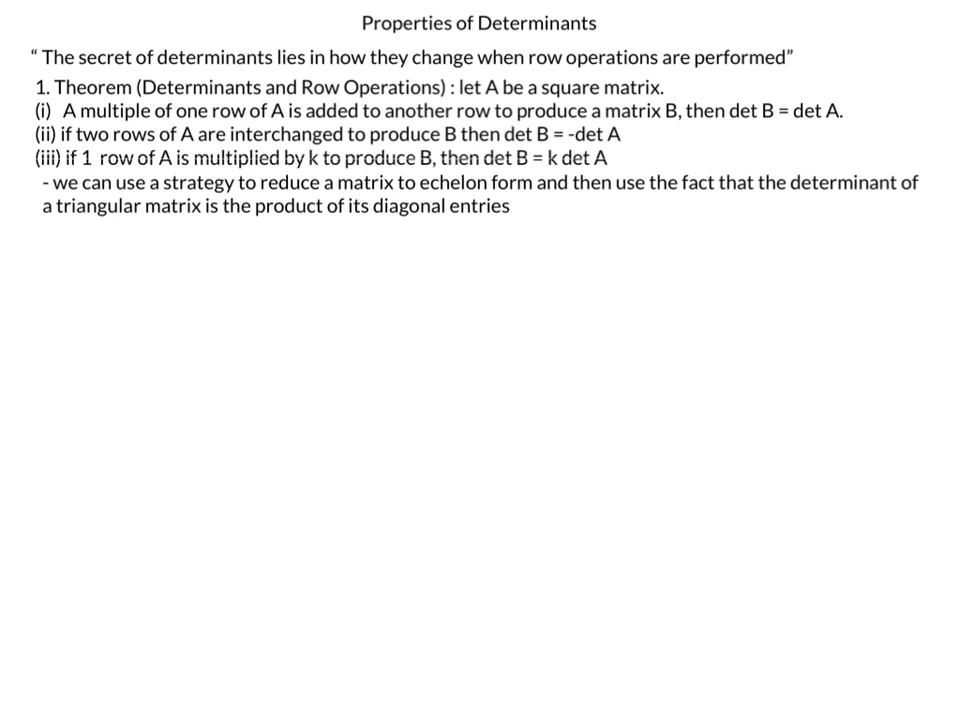 Properties of Determinants
“ The secret of determinants lies in how they change when row operations are performed”
1. Theorem (Determinants and Row Operations) : let A be a square matrix.
(i) A multiple of one row of A is added to another row to produce a matrix B, then det B = det A.
(ii) if two rows of A are interchanged to produce B then det B = -det A
(iii) if 1 row of A is multiplied by k to produce B, then det B = k det A
- we can use a strategy to reduce a matrix to echelon form and then use the fact that the determinant of
a triangular matrix is the product of its diagonal entries